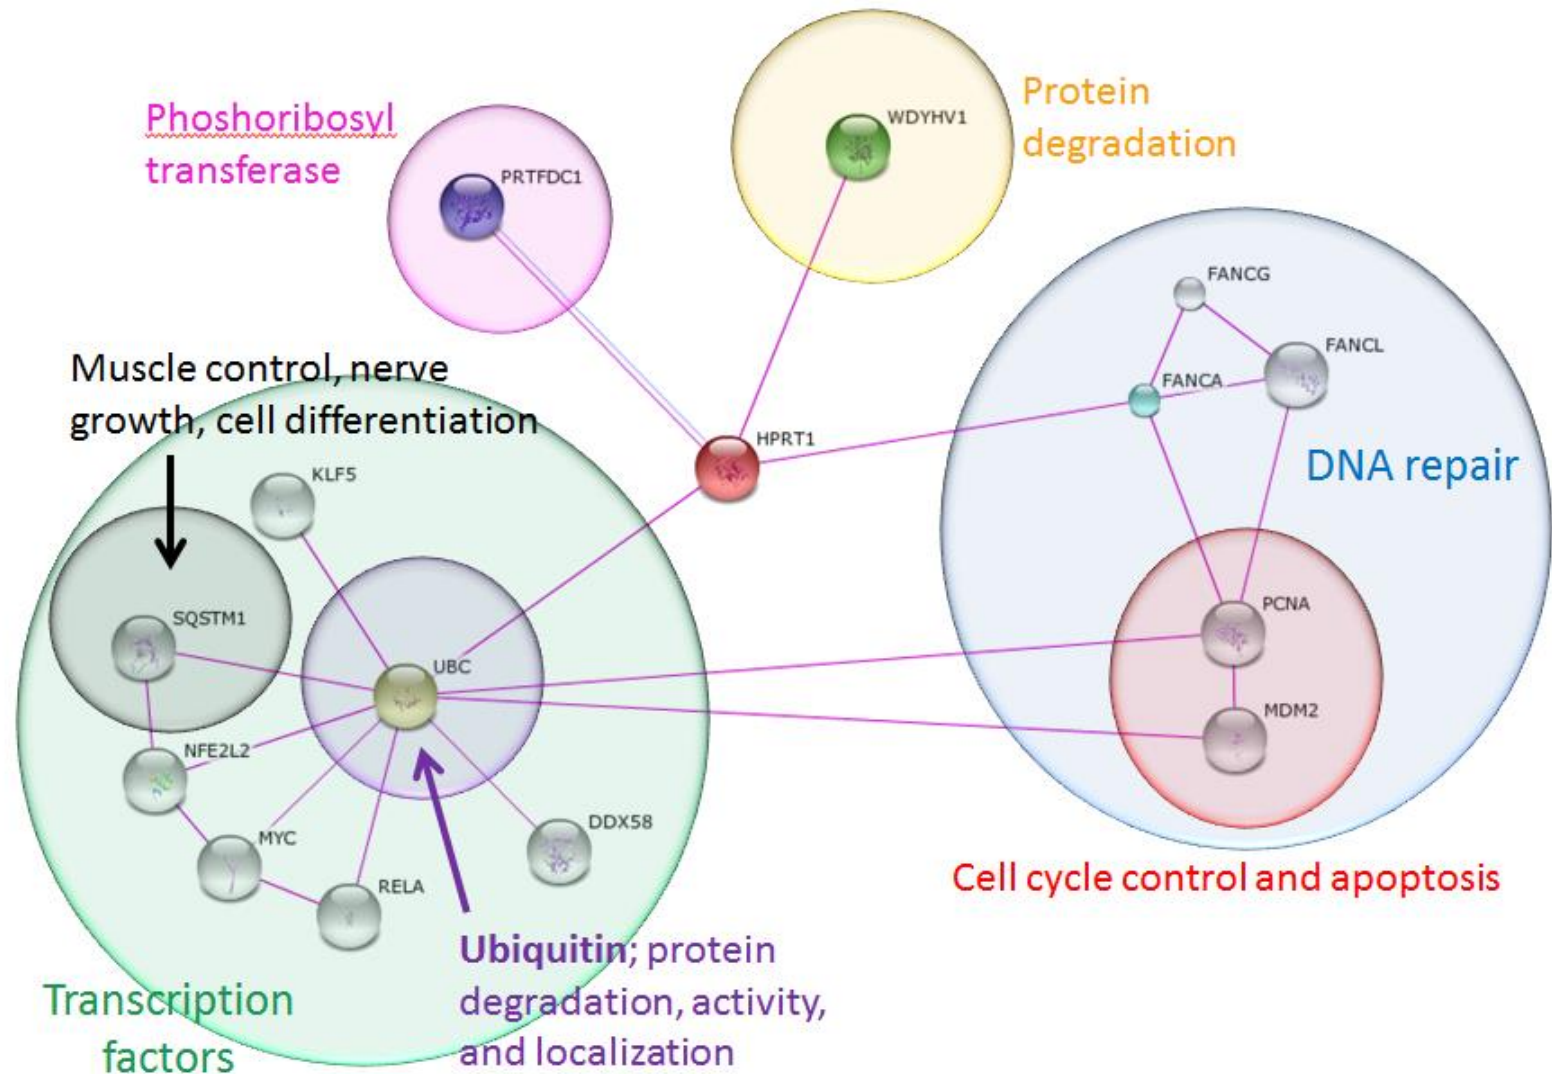 Phoshoribosyl
transferase
PRTFDC1
WDYHV1
Protein
degradation
FANCG
FANCL
FANCA
DNA repair
HPRT1
Muscle control, nerve
growth, cell differentiation
KLF5
SQSTM1
UBC
PCNA
MDM2
NFE2L2
MYC
RELA
DDX58
Cell cycle control and apoptosis
Ubiquitin; protein
degradation, activity,
and localization
Transcription
factors